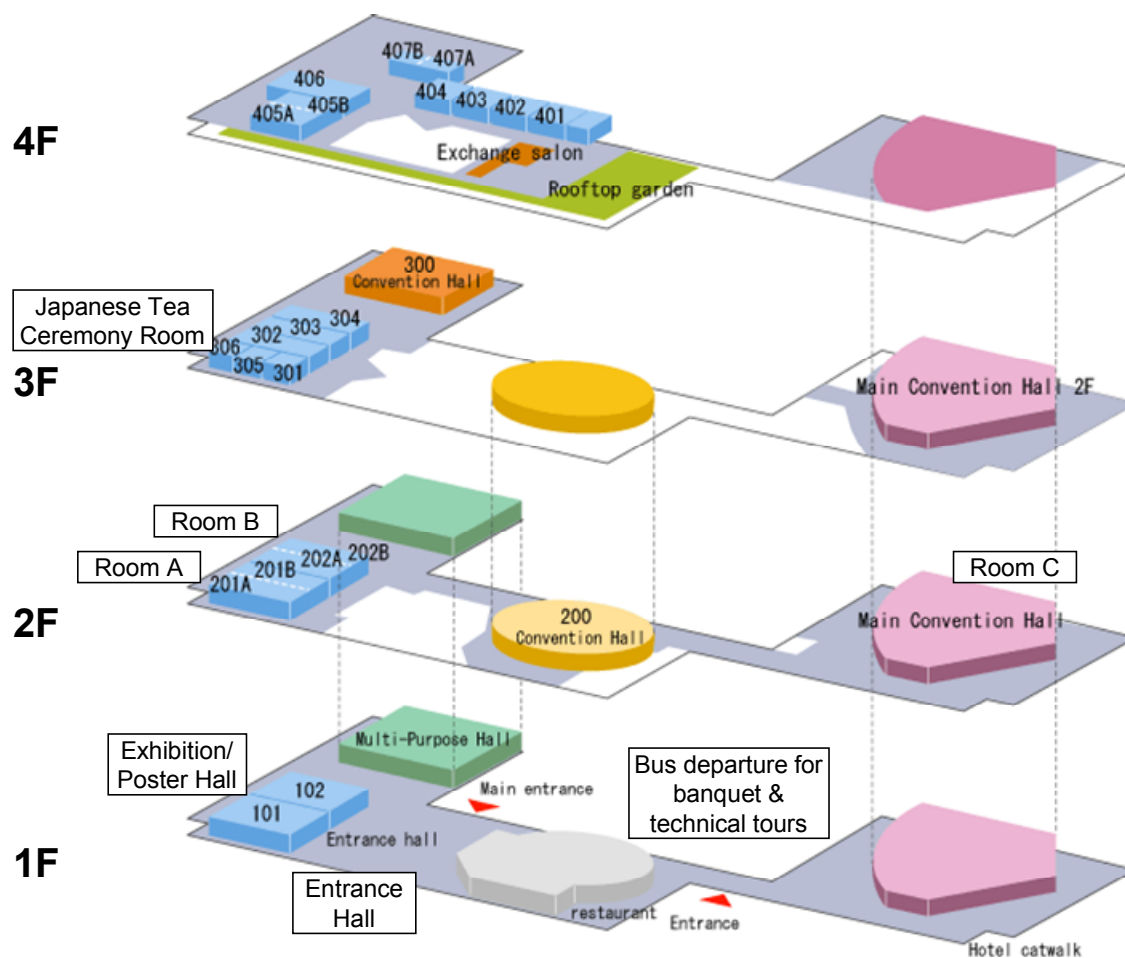 4F
407B
407A
406
405A
405B
404
403
402
401
Exchange salon
Rooftop garden
3F
Japanese Tea
Ceremony Room
300
Convention Hall
304
303
302
306
305
301
Main Convention Hall 2F
2F
Room B
Room A
202B
202A
201B
201A
200
Convention Hall
Room C
Main Convention Hall
1F
Exhibition/
Poster Hall
Multi-Purpose Hall
102
101
Entrance hall
Main entrance
Bus departure for
banquet &
technical tours
Entrance
Hall
restaurant
Entrance
Hotel catwalk